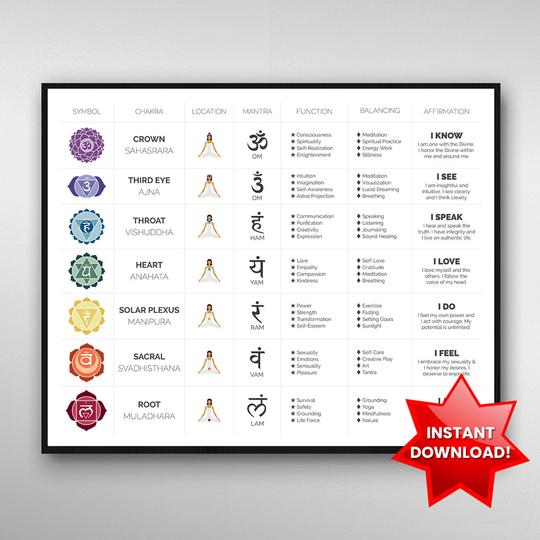 SYMBOL CHAKRA LOCATION MANTRA FUNCTION BALANCING AFFIRMATION
CROWN
SAHASRARA
ॐ
OM
★ Consciousness
★ Spirituality
★ Self-Realization
★ Enlightenment
♦ Meditation
♦ Spiritual Practice
♦ Energy Work
♦ Stillness
I KNOW
I am one with the Divine.
I honor the Divine within
me and around me.
THIRD EYE
AJNA
OM
★ Intuition
★ Imagination
★ Self-Awareness
★ Astral Projection
♦ Meditation
♦ Visualization
♦ Lucid Dreaming
♦ Breathing
I SEE
I am insightful and
intuitive. I see clearly
and I think clearly.
THROAT
VISHUDDHA
हं
HAM
★ Communication
★ Purification
★ Creativity
★ Expression
♦ Speaking
♦ Listening
♦ Journaling
♦ Sound Healing
I SPEAK
I hear and speak the
truth. I have integrity and I
live an authentic life.
HEART
ANAHATA
यं
YAM
★ Love
★ Empathy
★ Compassion
★ Kindness
♦ Self-Love
♦ Gratitude
♦ Meditation
♦ Breathing
I LOVE
I love myself and the
others. I follow the
voice of my heart.
SOLAR PLEXUS
MANIPURA
रं
RAM
★ Power
★ Strength
★ Transformation
★ Self-Esteem
♦ Exercise
♦ Fasting
♦ Setting Goals
♦ Sunlight
I DO
I feel my own power and
I act with courage. My
potential is unlimited.
SACRAL
SVADHISTHANA
वं
VAM
★ Sexuality
★ Emotions
★ Sensuality
★ Pleasure
♦ Self-Care
♦ Creative Play
♦ Art
♦ Tantra
I FEEL
I embrace my sexuality &
I honor my desires. I
deserve to enjoy life.
ROOT
MULADHARA
लं
LAM
★ Survival
★ Safety
★ Grounding
★ Life Force
♦ Grounding
♦ Yoga
♦ Mindfulness
♦ Nature
INSTANT
DOWNLOAD!